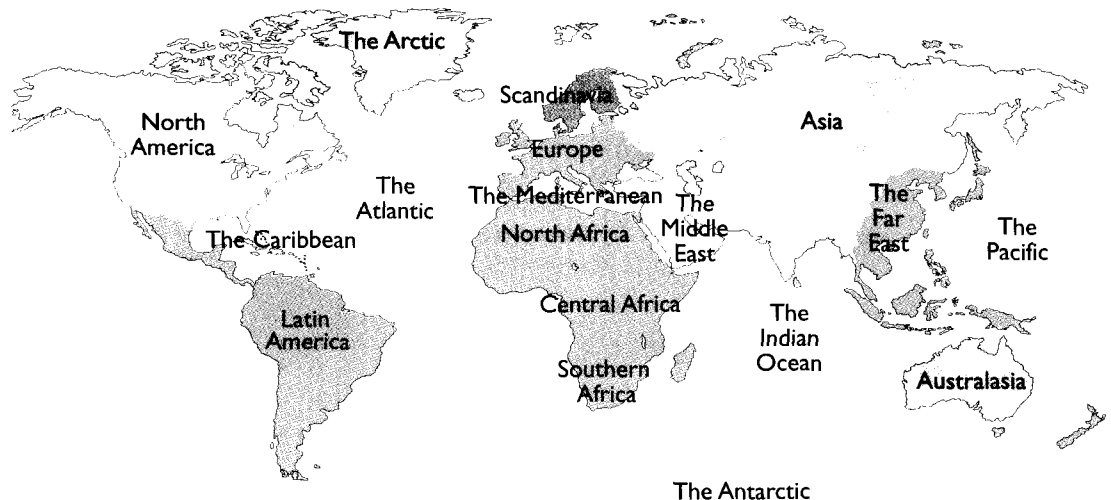 The Arctic
Scandinavia
North
America
Asia
Europe
The
Atlantic
The Mediterranean
The
Middle
East
The
Far
East
The
Pacific
The Caribbean
North Africa
Central Africa
Latin
America
The
Indian
Ocean
Southern
Africa
Australasia
The Antarctic